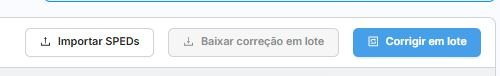 Importar SPEDs
Baixar correção em lote
Corrigir em lote